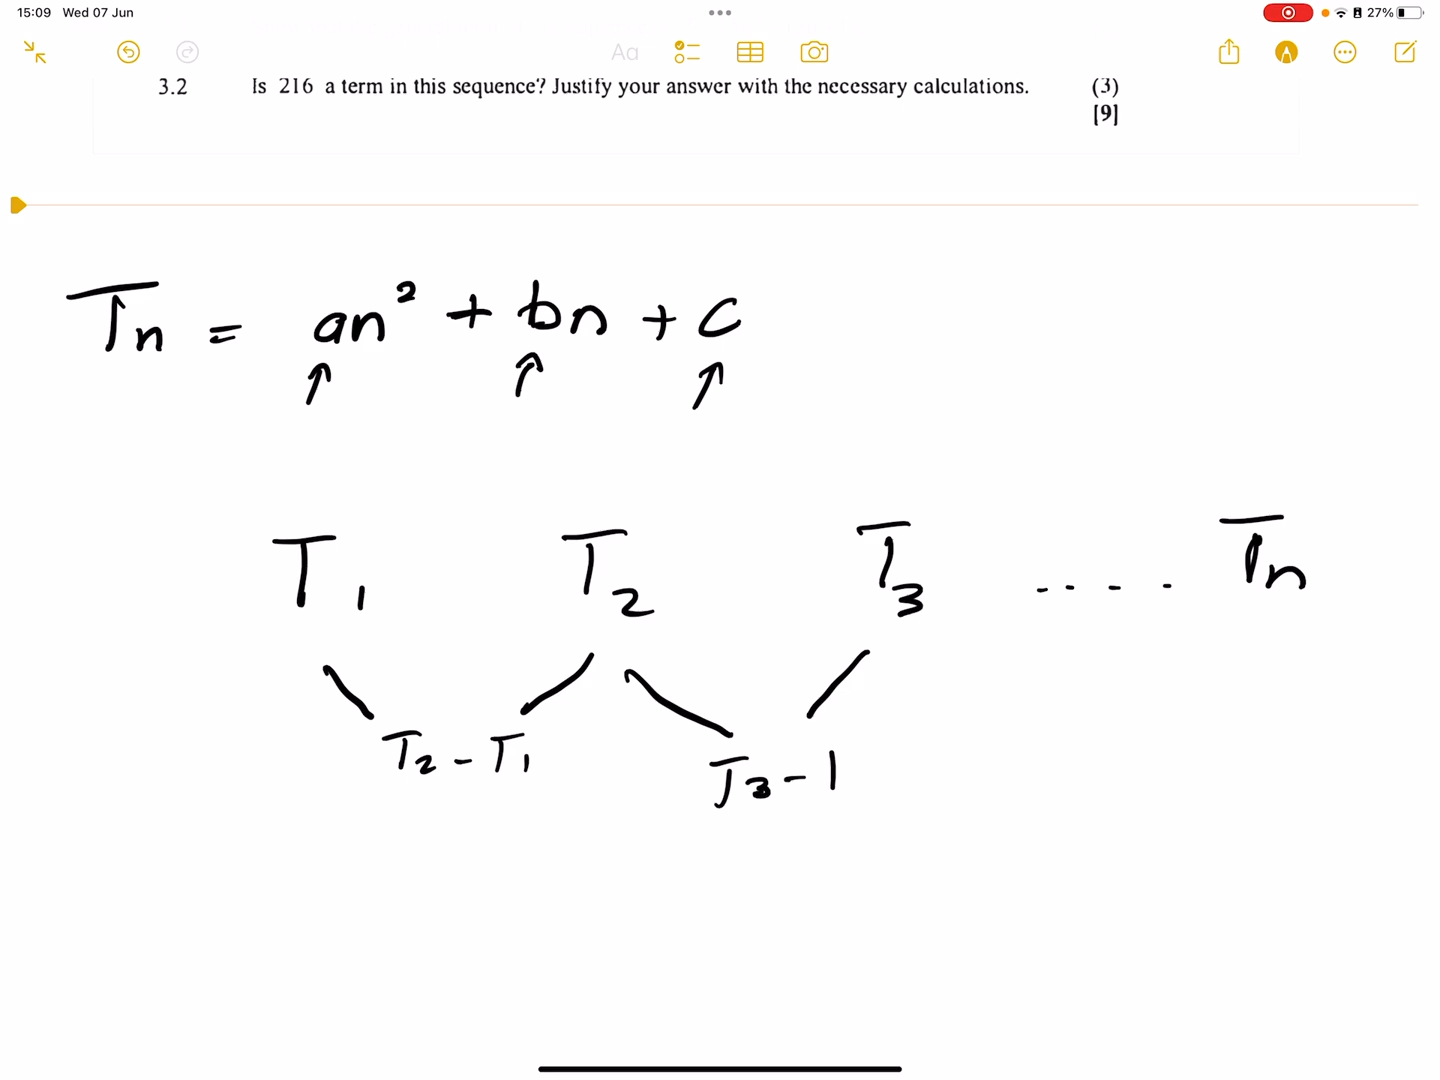 15:09 Wed 07 Jun
27%
Aa
3.2 Is 216 a term in this sequence? Justify your answer with the necessary calculations. (3)
[9]
Tn = an² + bn + c
T1 T2 T3 .... Tn
T2 - T1 T3 - 1